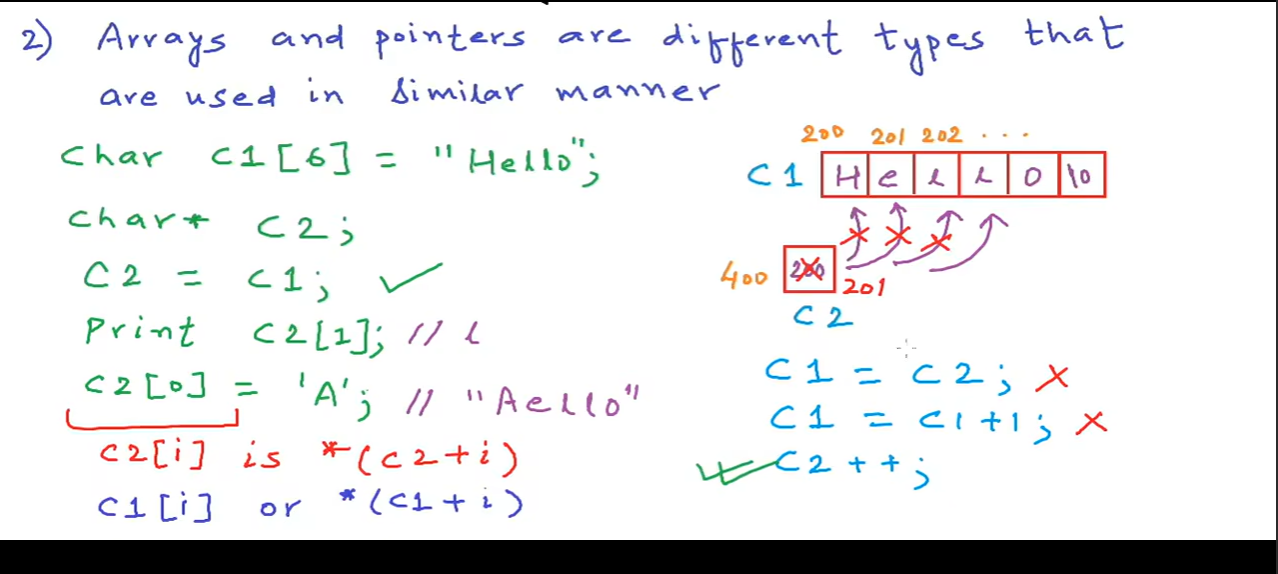 2) Arrays and pointers are different types that
are used in similar manner
Char C1[6] = "Hello";
Char* C2;
C2 = C1; ✓
Print C2[1]; // l
C2[0] = 'A'; // "Aello"
C2[i] is *(C2+i)
C1[i] or *(C1+i)
200 201 202 . . .
C1 H e l l o \0
400 200 201
C2
C1 = C2; ×
C1 = C1+1; ×
✓ C2++;